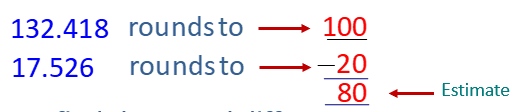 132.418 rounds to → 100
17.526 rounds to → –20
80 ← Estimate